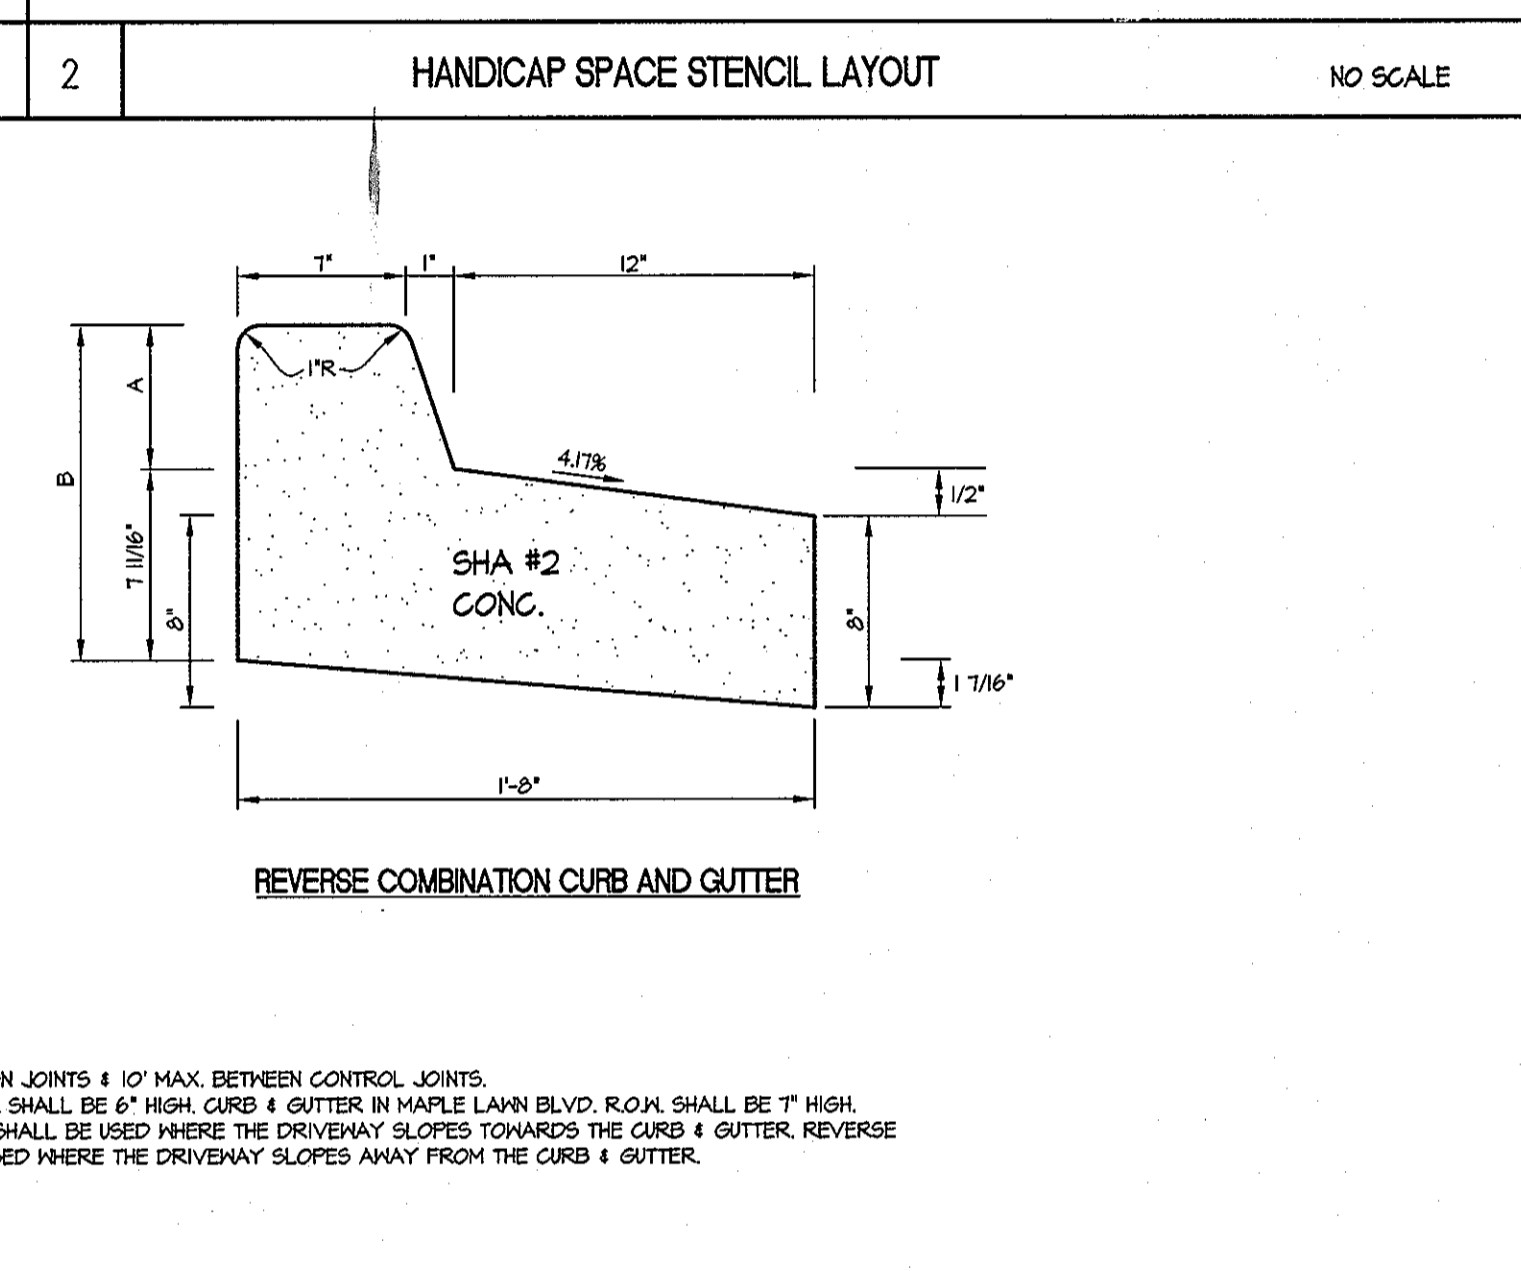 2 HANDICAP SPACE STENCIL LAYOUT NO SCALE
7" 1" 12"
1"R
A
B
4.17%
1/2"
7 11/16"
8"
SHA #2
CONC.
8"
1 7/16"
1'-8"
REVERSE COMBINATION CURB AND GUTTER
N JOINTS & 10' MAX. BETWEEN CONTROL JOINTS.
SHALL BE 6" HIGH. CURB & GUTTER IN MAPLE LAWN BLVD. R.O.W. SHALL BE 7" HIGH.
SHALL BE USED WHERE THE DRIVEWAY SLOPES TOWARDS THE CURB & GUTTER. REVERSE
ED WHERE THE DRIVEWAY SLOPES AWAY FROM THE CURB & GUTTER.